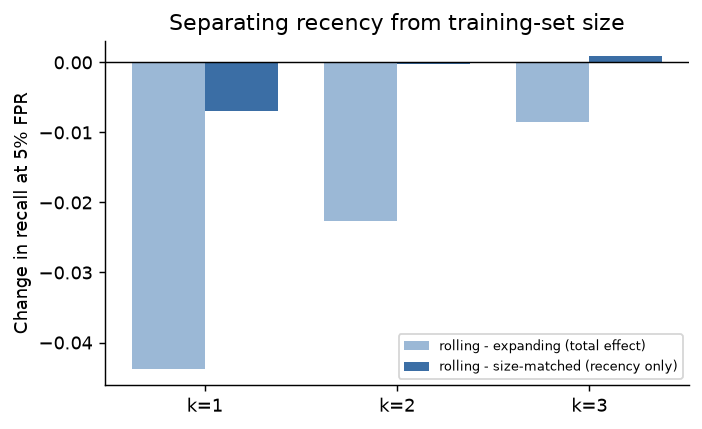 Separating recency from training-set size
Change in recall at 5% FPR
0.00
−0.01
−0.02
−0.03
−0.04
k=1
k=2
k=3
rolling - expanding (total effect)
rolling - size-matched (recency only)